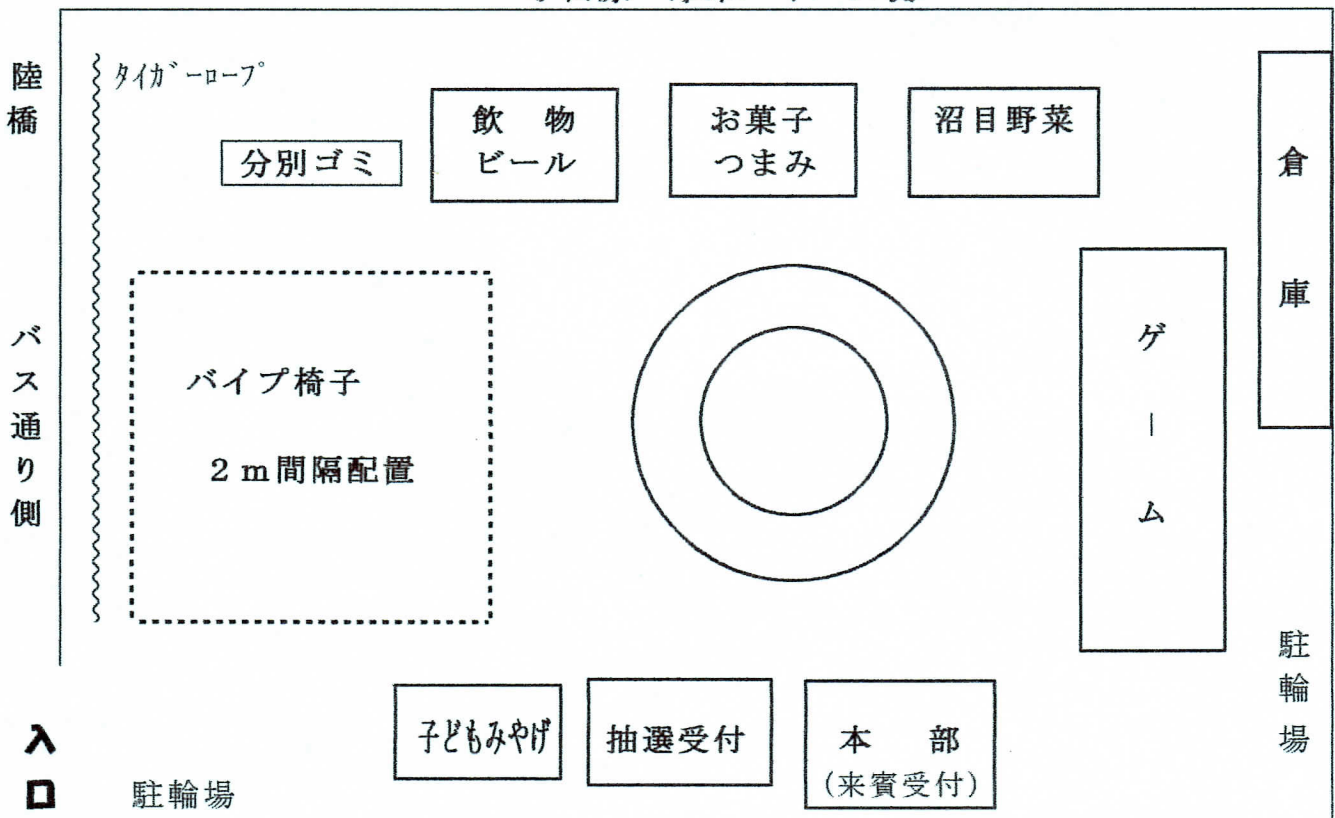 陸橋
タイガーロープ
飲　物
ビール
お菓子
つまみ
沼目野菜
倉庫
分別ゴミ
バス通り側
バイプ椅子
２ｍ間隔配置
ゲーム
駐輪場
子どもみやげ
抽選受付
本　部
(来賓受付)
入口
駐輪場